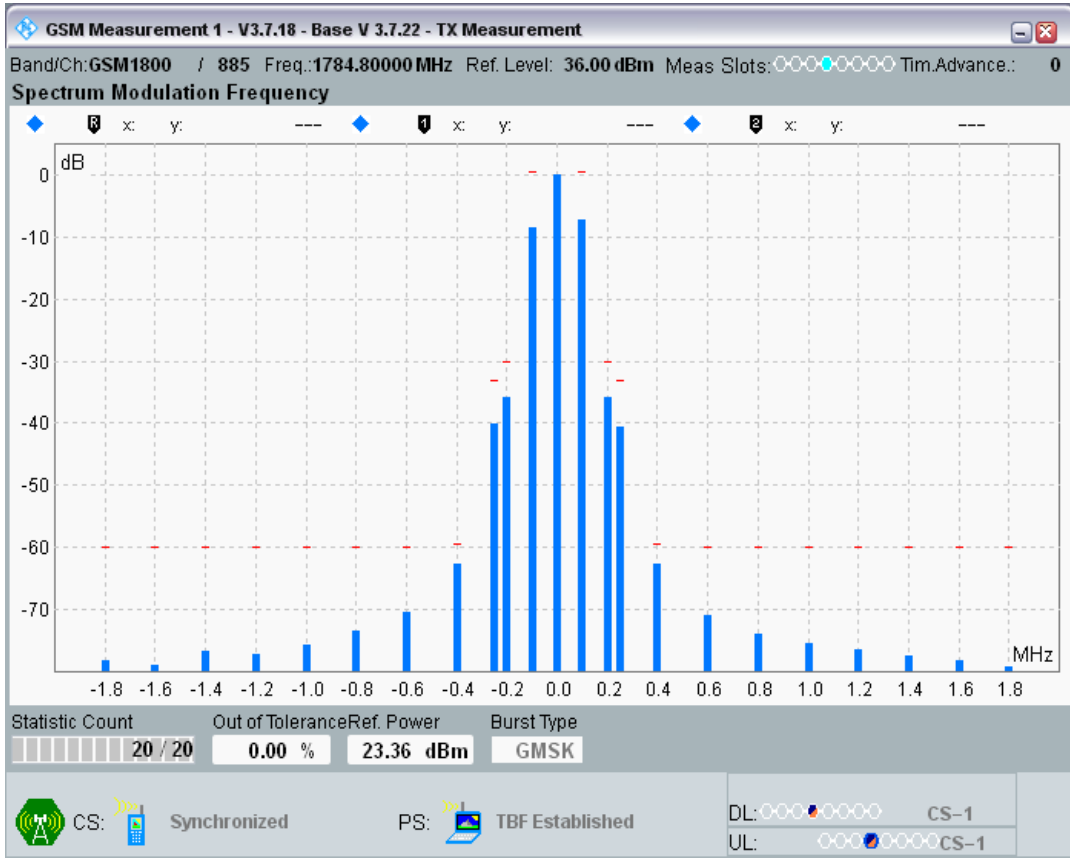 GSM Measurement 1 - V3.7.18 - Base V 3.7.22 - TX Measurement
Band/Ch:GSM1800 / 885 Freq.:1784.80000MHz Ref. Level: 36.00 dBm Meas Slots: Tim.Advance.: 0
Spectrum Modulation Frequency
R x: y: --- 1 x: y: --- 2 x: y: ---
dB
0
-10
-20
-30
-40
-50
-60
-70
MHz
-1.8 -1.6 -1.4 -1.2 -1.0 -0.8 -0.6 -0.4 -0.2 0.0 0.2 0.4 0.6 0.8 1.0 1.2 1.4 1.6 1.8
Statistic Count Out of Tolerance Ref. Power Burst Type
20 / 20 0.00 % 23.36 dBm GMSK
CS: Synchronized PS: TBF Established
DL: CS-1
UL: CS-1